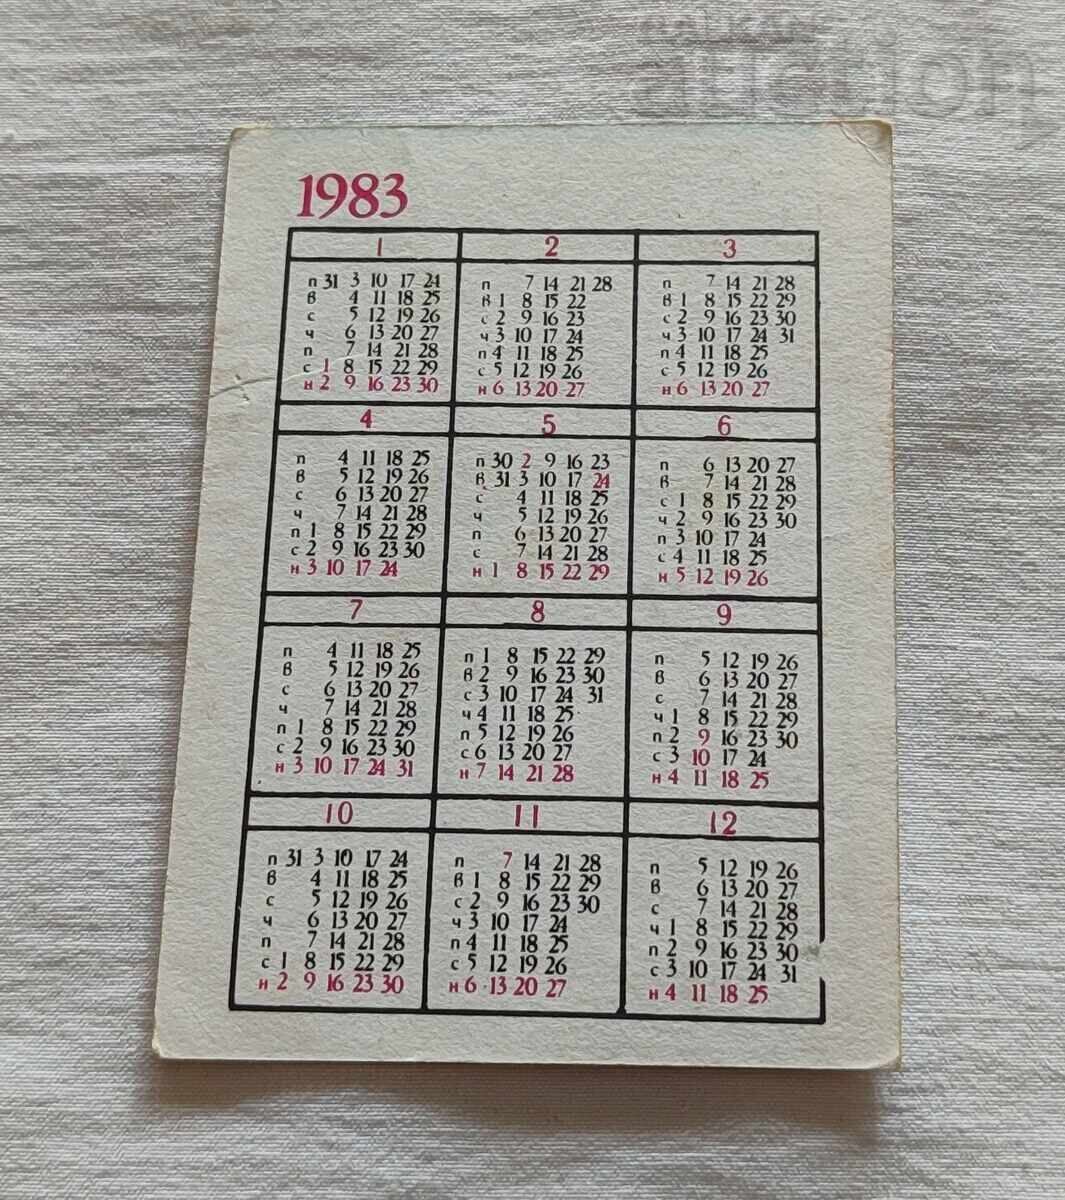 BALKAN
auction
1983
1 2 3
п 31 3 10 17 24 п 7 14 21 28 п 7 14 21 28
в 4 11 18 25 в 1 8 15 22 в 1 8 15 22 29
с 5 12 19 26 с 2 9 16 23 с 2 9 16 23 30
ч 6 13 20 27 ч 3 10 17 24 ч 3 10 17 24 31
п 7 14 21 28 п 4 11 18 25 п 4 11 18 25
с 1 8 15 22 29 с 5 12 19 26 с 5 12 19 26
н 2 9 16 23 30 н 6 13 20 27 н 6 13 20 27
4 5 6
п 4 11 18 25 п 30 2 9 16 23 п 6 13 20 27
в 5 12 19 26 в 31 3 10 17 24 в 7 14 21 28
с 6 13 20 27 с 4 11 18 25 с 1 8 15 22 29
ч 7 14 21 28 ч 5 12 19 26 ч 2 9 16 23 30
п 1 8 15 22 29 п 6 13 20 27 п 3 10 17 24
с 2 9 16 23 30 с 7 14 21 28 с 4 11 18 25
н 3 10 17 24 н 1 8 15 22 29 н 5 12 19 26
7 8 9
п 4 11 18 25 п 1 8 15 22 29 п 5 12 19 26
в 5 12 19 26 в 2 9 16 23 30 в 6 13 20 27
с 6 13 20 27 с 3 10 17 24 31 с 7 14 21 28
ч 7 14 21 28 ч 4 11 18 25 ч 1 8 15 22 29
п 1 8 15 22 29 п 5 12 19 26 п 2 9 16 23 30
с 2 9 16 23 30 с 6 13 20 27 с 3 10 17 24
н 3 10 17 24 31 н 7 14 21 28 н 4 11 18 25
10 11 12
п 31 3 10 17 24 п 7 14 21 28 п 5 12 19 26
в 4 11 18 25 в 1 8 15 22 29 в 6 13 20 27
с 5 12 19 26 с 2 9 16 23 30 с 7 14 21 28
ч 6 13 20 27 ч 3 10 17 24 ч 1 8 15 22 29
п 7 14 21 28 п 4 11 18 25 п 2 9 16 23 30
с 1 8 15 22 29 с 5 12 19 26 с 3 10 17 24 31
н 2 9 16 23 30 н 6 13 20 27 н 4 11 18 25